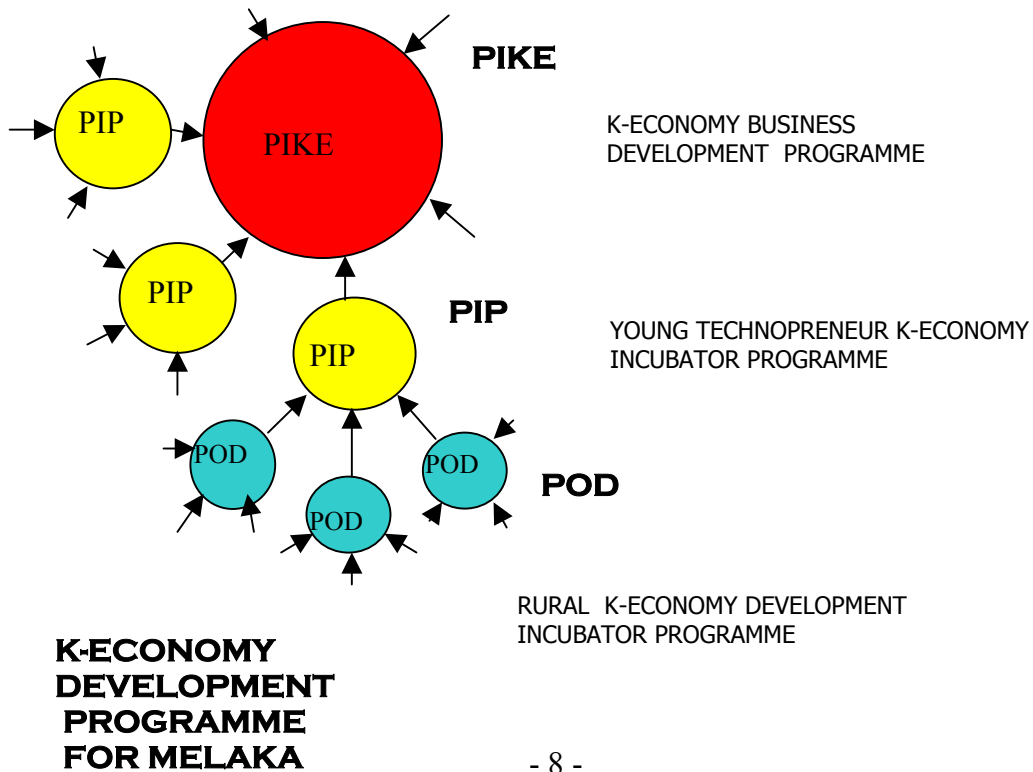 PIKE
PIP
PIKE
K-ECONOMY BUSINESS
DEVELOPMENT PROGRAMME
PIP
PIP
PIP
YOUNG TECHNOPRENEUR K-ECONOMY
INCUBATOR PROGRAMME
POD
POD
POD
POD
RURAL K-ECONOMY DEVELOPMENT
INCUBATOR PROGRAMME
K-ECONOMY
DEVELOPMENT
PROGRAMME
FOR MELAKA
- 8 -